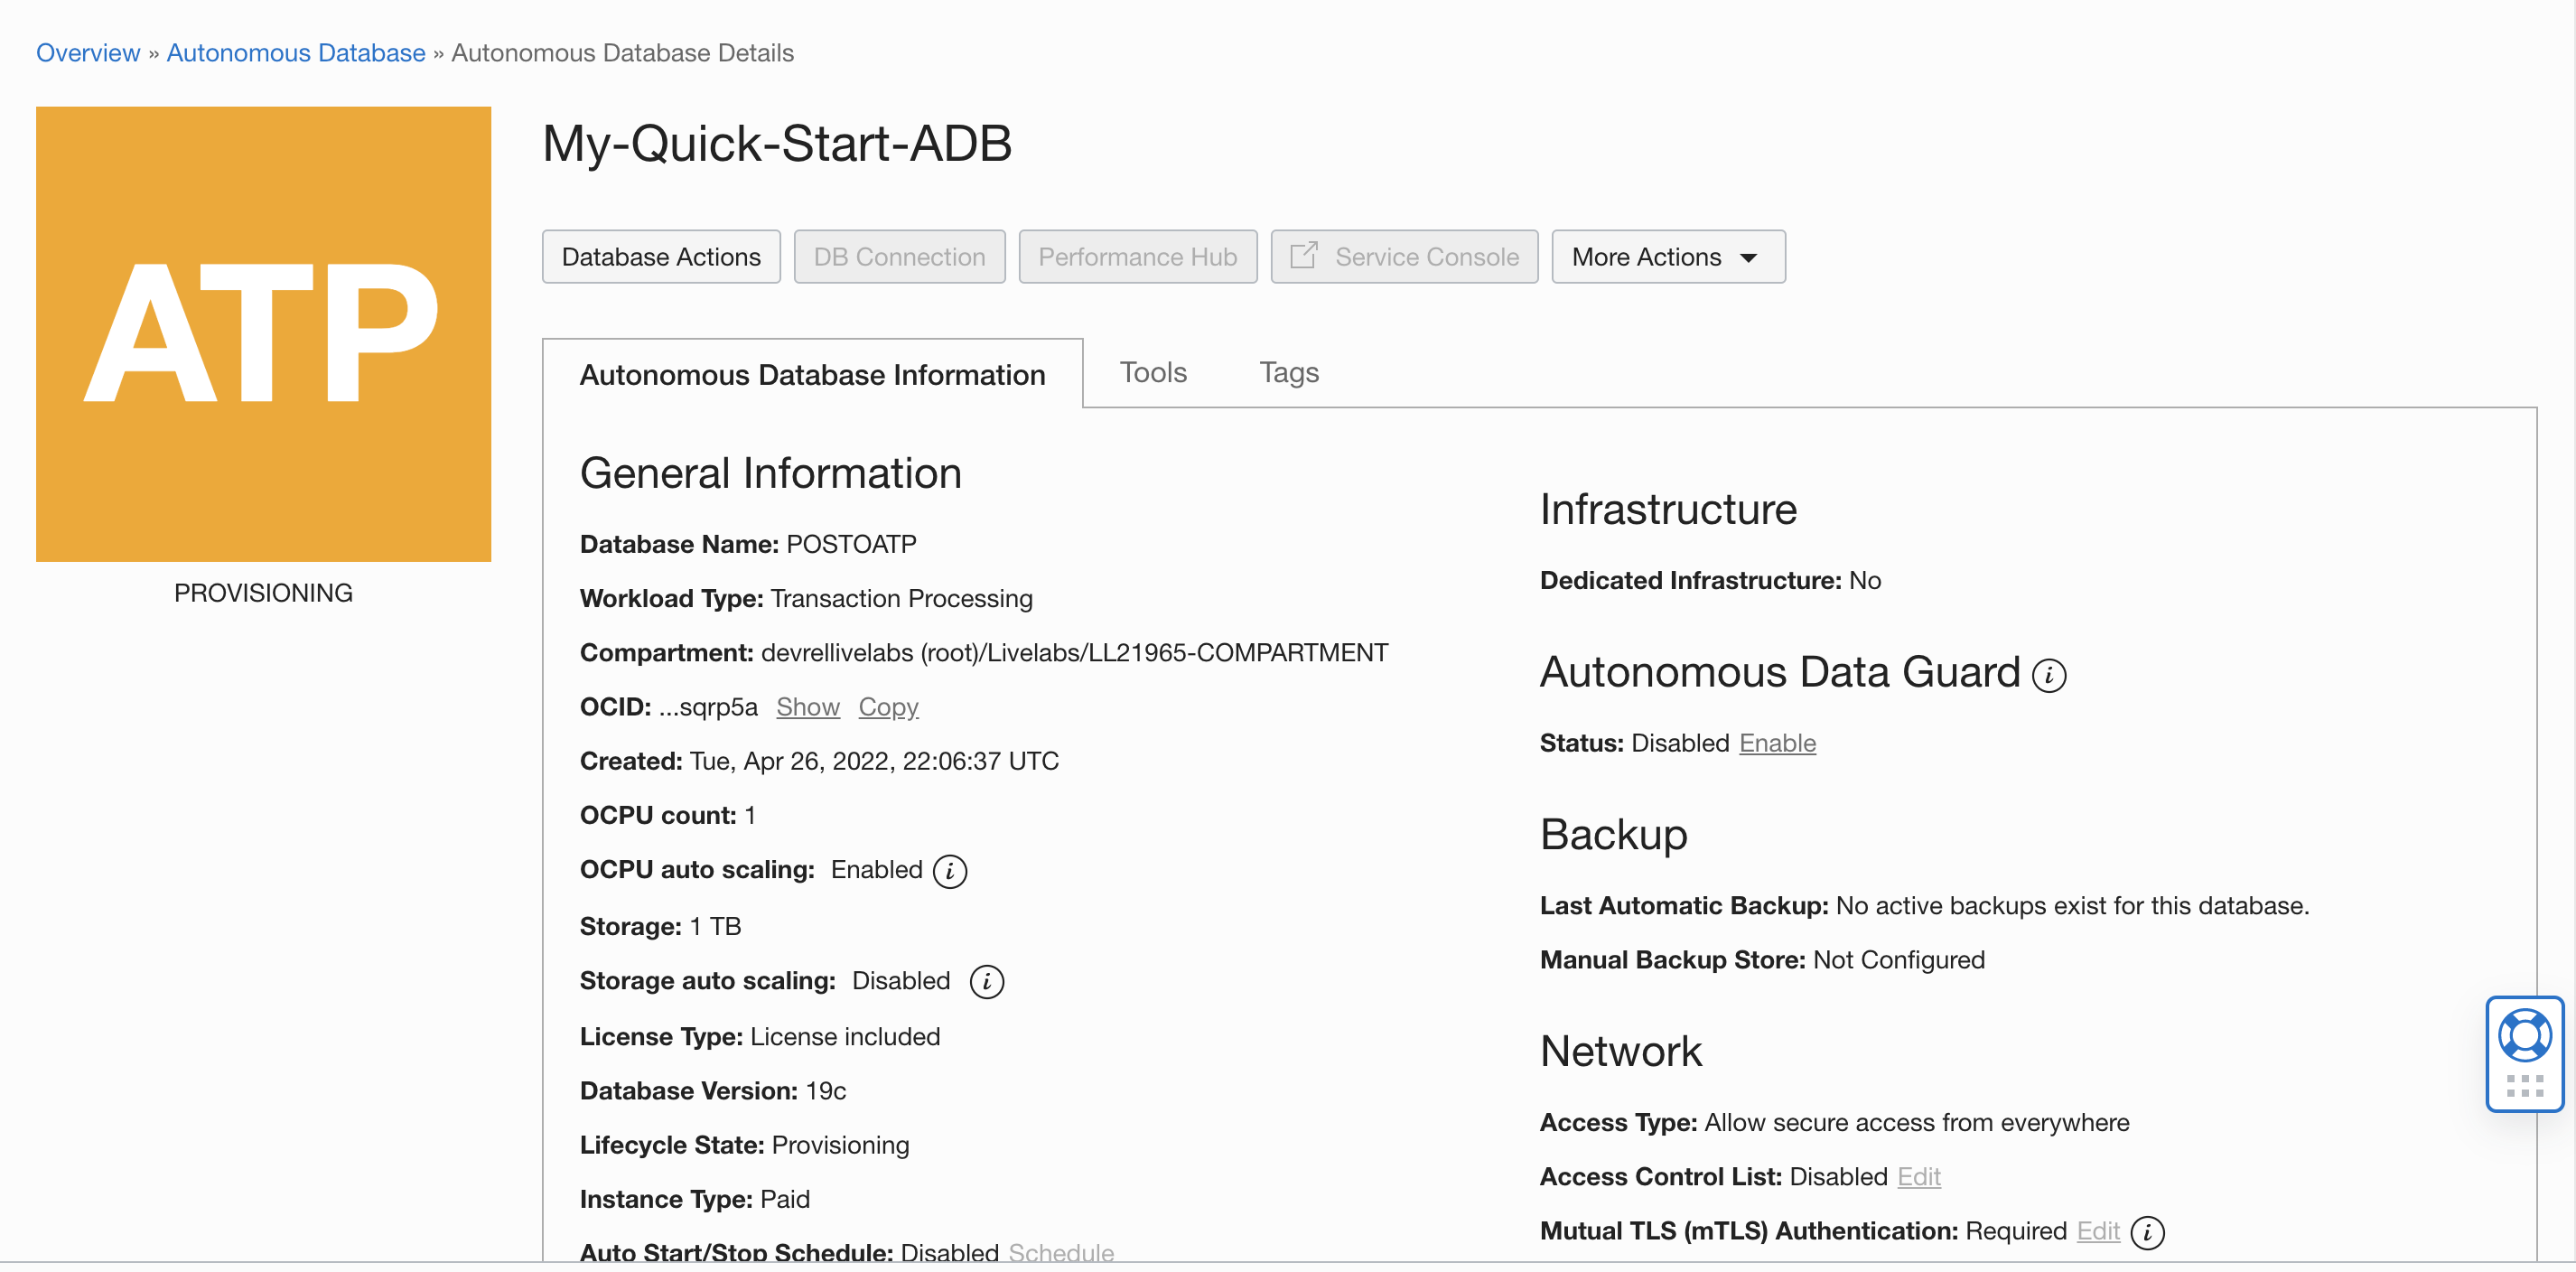 Overview » Autonomous Database » Autonomous Database Details
ATP
PROVISIONING
My-Quick-Start-ADB
Database Actions
DB Connection
Performance Hub
Service Console
More Actions
Autonomous Database Information
Tools
Tags
General Information
Database Name: POSTOATP
Workload Type: Transaction Processing
Compartment: devrellivelabs (root)/Livelabs/LL21965-COMPARTMENT
OCID: ...sqrp5a Show Copy
Created: Tue, Apr 26, 2022, 22:06:37 UTC
OCPU count: 1
OCPU auto scaling: Enabled i
Storage: 1 TB
Storage auto scaling: Disabled i
License Type: License included
Database Version: 19c
Lifecycle State: Provisioning
Instance Type: Paid
Auto Start/Stop Schedule: Disabled Schedule
Infrastructure
Dedicated Infrastructure: No
Autonomous Data Guard i
Status: Disabled Enable
Backup
Last Automatic Backup: No active backups exist for this database.
Manual Backup Store: Not Configured
Network
Access Type: Allow secure access from everywhere
Access Control List: Disabled Edit
Mutual TLS (mTLS) Authentication: Required Edit i